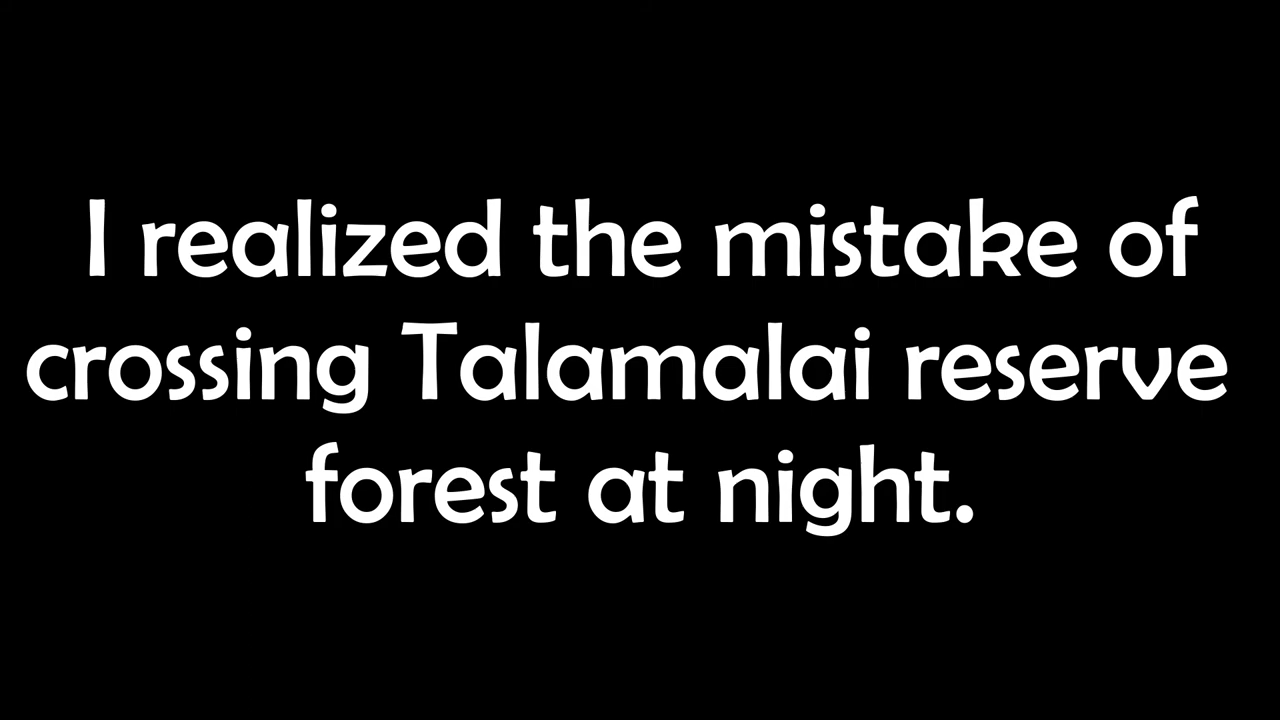 I realized the mistake of
crossing Talamalai reserve
forest at night.